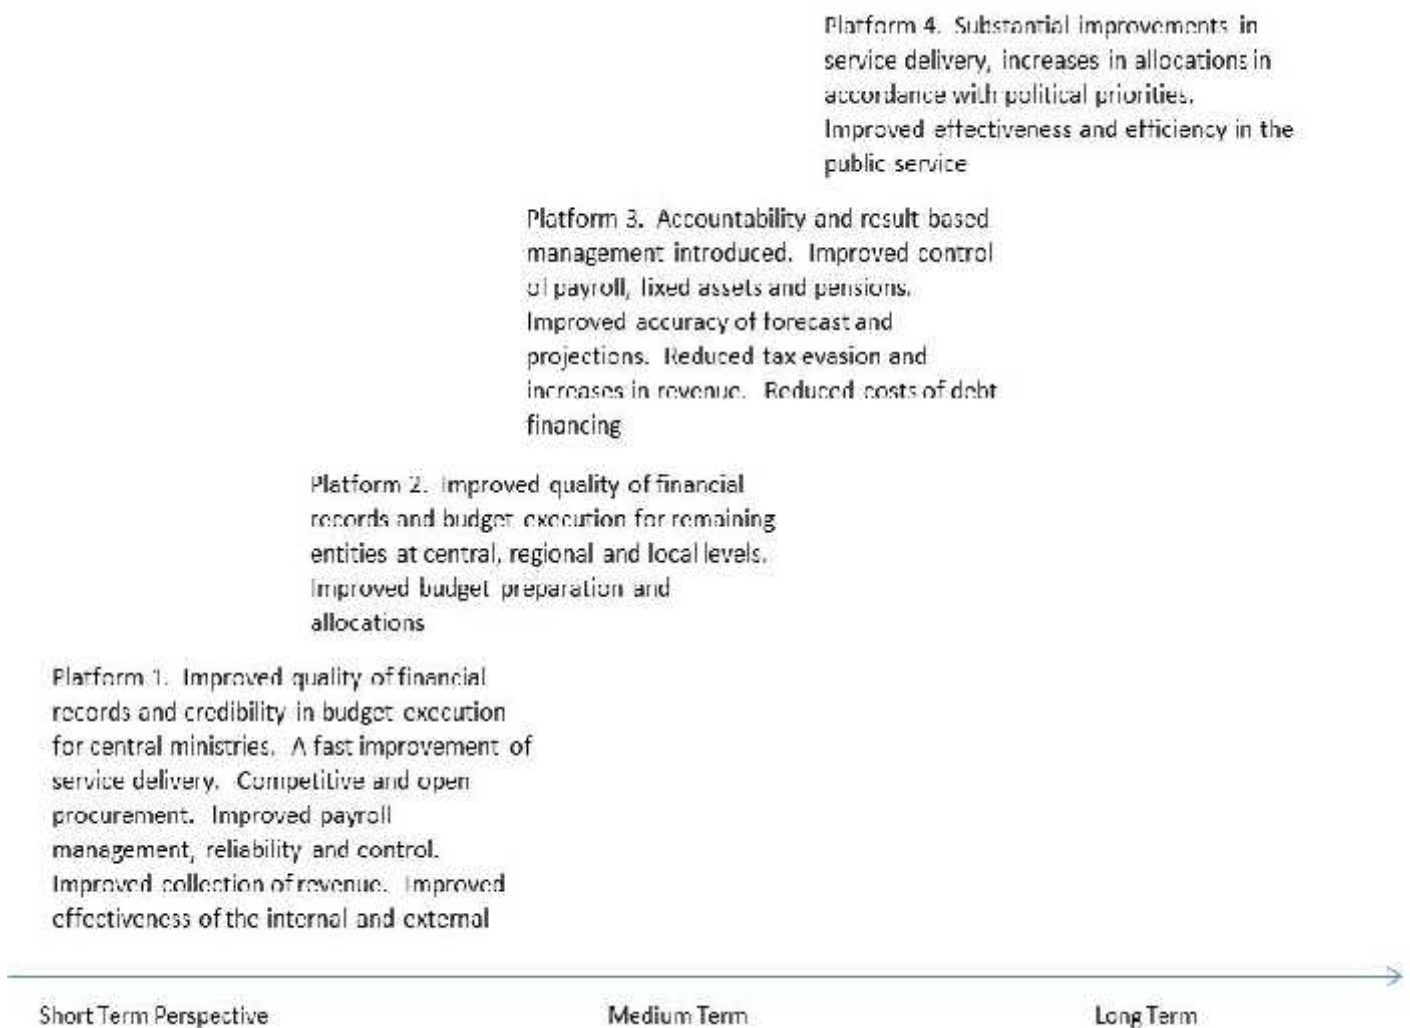 Platform 4. Substantial improvements in
service delivery, increases in allocations in
accordance with political priorities.
Improved effectiveness and efficiency in the
public service
Platform 3. Accountability and result based
management introduced. Improved control
of payroll, fixed assets and pensions.
Improved accuracy of forecast and
projections. Reduced tax evasion and
increases in revenue. Reduced costs of debt
financing
Platform 2. Improved quality of financial
records and budget execution for remaining
entities at central, regional and local levels.
Improved budget preparation and
allocations
Platform 1. Improved quality of financial
records and credibility in budget execution
for central ministries. A fast improvement of
service delivery. Competitive and open
procurement. Improved payroll
management, reliability and control.
Improved collection of revenue. Improved
effectiveness of the internal and external
Short Term Perspective
Medium Term
Long Term